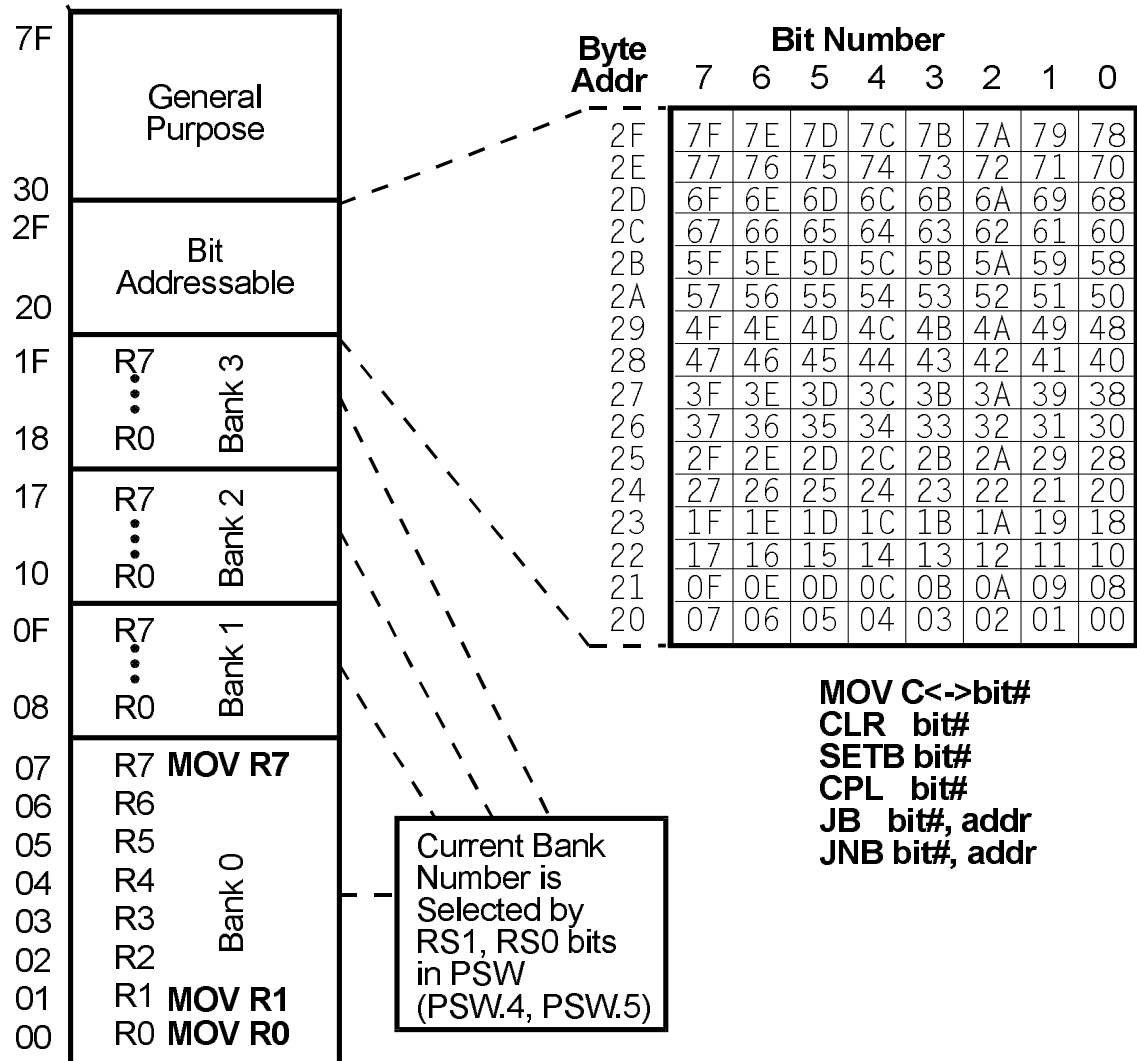 7F
General
Purpose
30
2F
Bit
Addressable
20
1F
R7
Bank 3
18
R0
17
R7
Bank 2
10
R0
0F
R7
Bank 1
08
R0
07 R7 MOV R7
06 R6
05 R5
04 R4
Bank 0
03 R3
02 R2
01 R1 MOV R1
00 R0 MOV R0
Current Bank
Number is
Selected by
RS1, RS0 bits
in PSW
(PSW.4, PSW.5)
Bit Number
Byte
Addr 7 6 5 4 3 2 1 0
2F 7F 7E 7D 7C 7B 7A 79 78
2E 77 76 75 74 73 72 71 70
2D 6F 6E 6D 6C 6B 6A 69 68
2C 67 66 65 64 63 62 61 60
2B 5F 5E 5D 5C 5B 5A 59 58
2A 57 56 55 54 53 52 51 50
29 4F 4E 4D 4C 4B 4A 49 48
28 47 46 45 44 43 42 41 40
27 3F 3E 3D 3C 3B 3A 39 38
26 37 36 35 34 33 32 31 30
25 2F 2E 2D 2C 2B 2A 29 28
24 27 26 25 24 23 22 21 20
23 1F 1E 1D 1C 1B 1A 19 18
22 17 16 15 14 13 12 11 10
21 0F 0E 0D 0C 0B 0A 09 08
20 07 06 05 04 03 02 01 00
MOV C<->bit#
CLR bit#
SETB bit#
CPL bit#
JB bit#, addr
JNB bit#, addr